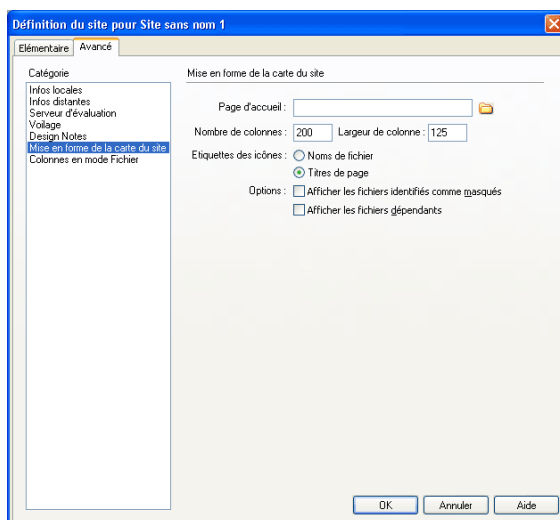 Définition du site pour Site sans nom 1
Elémentaire Avancé
Catégorie
Infos locales
Infos distantes
Serveur d'évaluation
Voilage
Design Notes
Mise en forme de la carte du site
Colonnes en mode Fichier
Mise en forme de la carte du site
Page d'accueil :
Nombre de colonnes : 200 Largeur de colonne : 125
Etiquettes des icônes : Noms de fichier
Titres de page
Options : Afficher les fichiers identifiés comme masqués
Afficher les fichiers dépendants
OK Annuler Aide